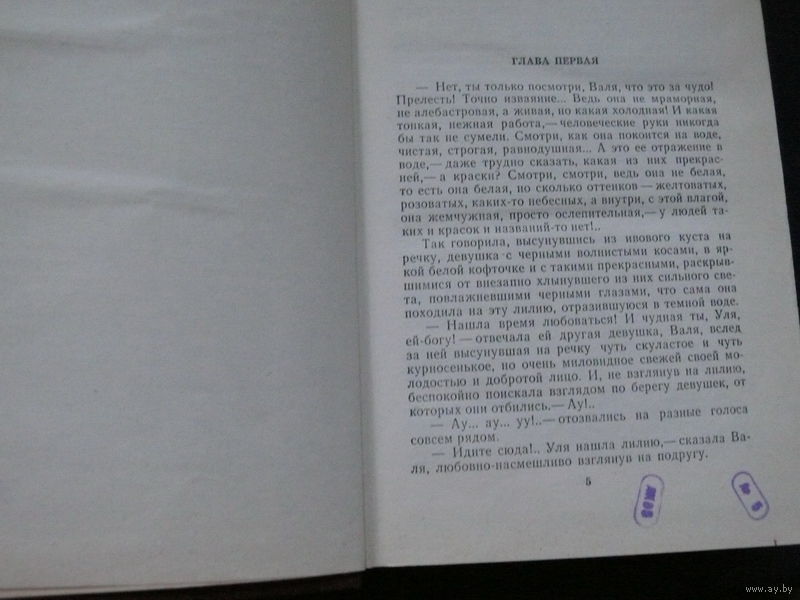 ГЛАВА ПЕРВАЯ
— Нет, ты только посмотри, Валя, что это за чудо!
Прелесть! Точно изваяние... Ведь она не мраморная,
не алебастровая, а живая, но какая холодная! И какая
тонкая, нежная работа,— человеческие руки никогда
бы так не сумели. Смотри, как она покоится на воде,
чистая, строгая, равнодушная... А это ее отражение в
воде,— даже трудно сказать, какая из них прекрас-
ней,— а краски? Смотри, смотри, ведь она не белая,
то есть она белая, но сколько оттенков — желтоватых,
розоватых, каких-то небесных, а внутри, с этой влагой,
она жемчужная, просто ослепительная,— у людей та-
ких и красок и названий-то нет!..
Так говорила, высунувшись из ивового куста на
речку, девушка с черными волнистыми косами, в яр-
кой белой кофточке и с такими прекрасными, раскрыв-
шимися от внезапно хлынувшего из них сильного све-
та, повлажневшими черными глазами, что сама она
походила на эту лилию, отразившуюся в темной воде.
— Нашла время любоваться! И чудная ты, Уля,
ей-богу! — отвечала ей другая девушка, Валя, вслед
за ней высунувшая на речку чуть скуластое и чуть
курносенькое, но очень миловидное свежей своей мо-
лодостью и добротой лицо. И, не взглянув на лилию,
беспокойно поискала взглядом по берегу девушек, от
которых они отбились.— Ау!..
— Ау... ау... уу!..— отозвались на разные голоса
совсем рядом.
— Идите сюда!.. Уля нашла лилию,— сказала Ва-
ля, любовно-насмешливо взглянув на подругу.
5
www.ay.by